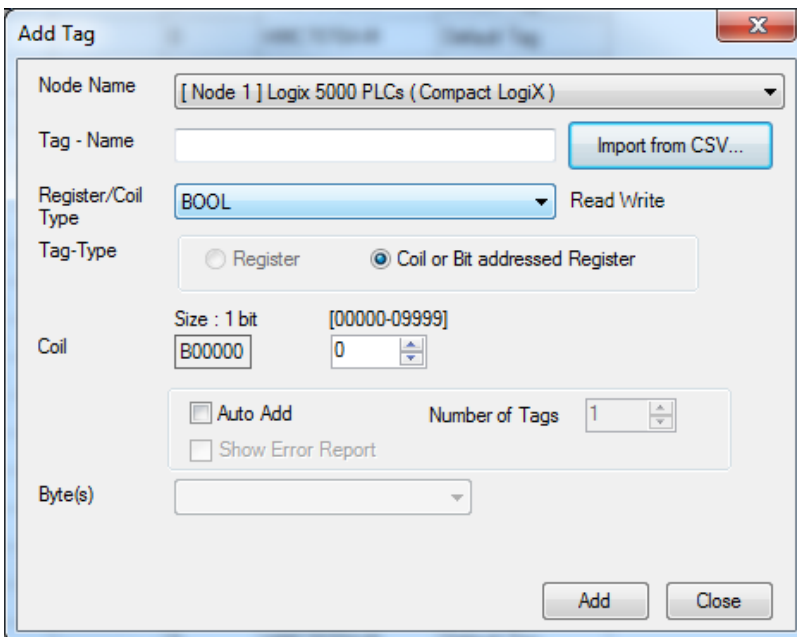 Add Tag
Node Name
[ Node 1 ] Logix 5000 PLCs ( Compact LogiX )
Tag - Name
Import from CSV...
Register/Coil
Type
BOOL
Read Write
Tag-Type
Register
Coil or Bit addressed Register
Size : 1 bit
[00000-09999]
Coil
B00000
0
Auto Add
Number of Tags
1
Show Error Report
Byte(s)
Add
Close